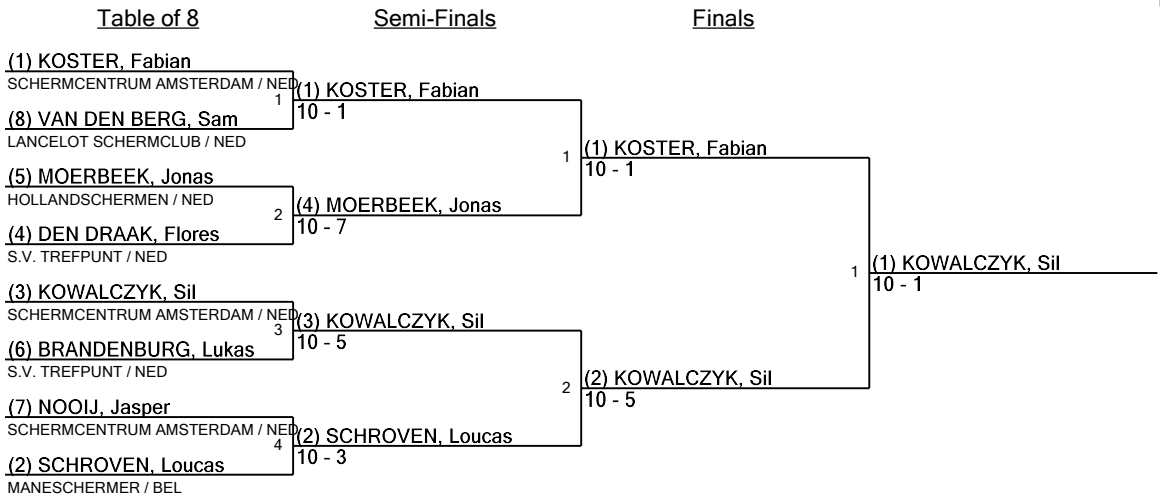 Table of 8
Semi-Finals
Finals
(1) KOSTER, Fabian
SCHERMCENTRUM AMSTERDAM / NED
1
(1) KOSTER, Fabian
10 - 1
(8) VAN DEN BERG, Sam
LANCELOT SCHERMCLUB / NED
1
(1) KOSTER, Fabian
10 - 1
(5) MOERBEEK, Jonas
HOLLANDSCHERMEN / NED
2
(4) MOERBEEK, Jonas
10 - 7
(4) DEN DRAAK, Flores
S.V. TREFPUNT / NED
1
(1) KOWALCZYK, Sil
10 - 1
(3) KOWALCZYK, Sil
SCHERMCENTRUM AMSTERDAM / NED
3
(3) KOWALCZYK, Sil
10 - 5
(6) BRANDENBURG, Lukas
S.V. TREFPUNT / NED
2
(2) KOWALCZYK, Sil
10 - 5
(7) NOOIJ, Jasper
SCHERMCENTRUM AMSTERDAM / NED
4
(2) SCHROVEN, Loucas
10 - 3
(2) SCHROVEN, Loucas
MANESCHERMER / BEL